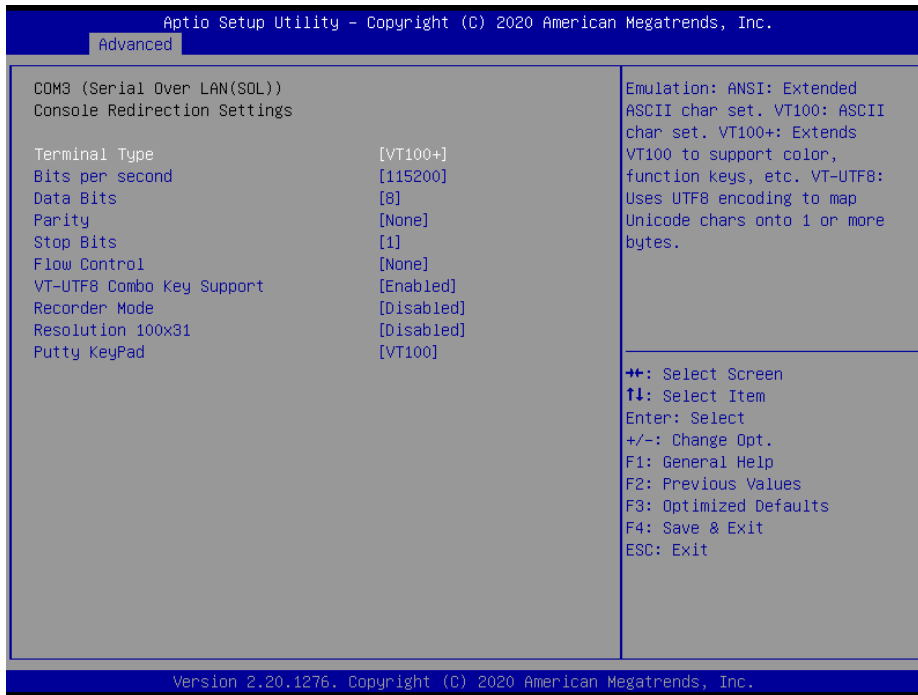 Aptio Setup Utility – Copyright (C) 2020 American Megatrends, Inc.
Advanced
COM3 (Serial Over LAN(SOL))
Console Redirection Settings
Terminal Type [VT100+]
Bits per second [115200]
Data Bits [8]
Parity [None]
Stop Bits [1]
Flow Control [None]
VT-UTF8 Combo Key Support [Enabled]
Recorder Mode [Disabled]
Resolution 100x31 [Disabled]
Putty KeyPad [VT100]
Emulation: ANSI: Extended
ASCII char set. VT100: ASCII
char set. VT100+: Extends
VT100 to support color,
function keys, etc. VT-UTF8:
Uses UTF8 encoding to map
Unicode chars onto 1 or more
bytes.
→←: Select Screen
↑↓: Select Item
Enter: Select
+/-: Change Opt.
F1: General Help
F2: Previous Values
F3: Optimized Defaults
F4: Save & Exit
ESC: Exit
Version 2.20.1276. Copyright (C) 2020 American Megatrends, Inc.